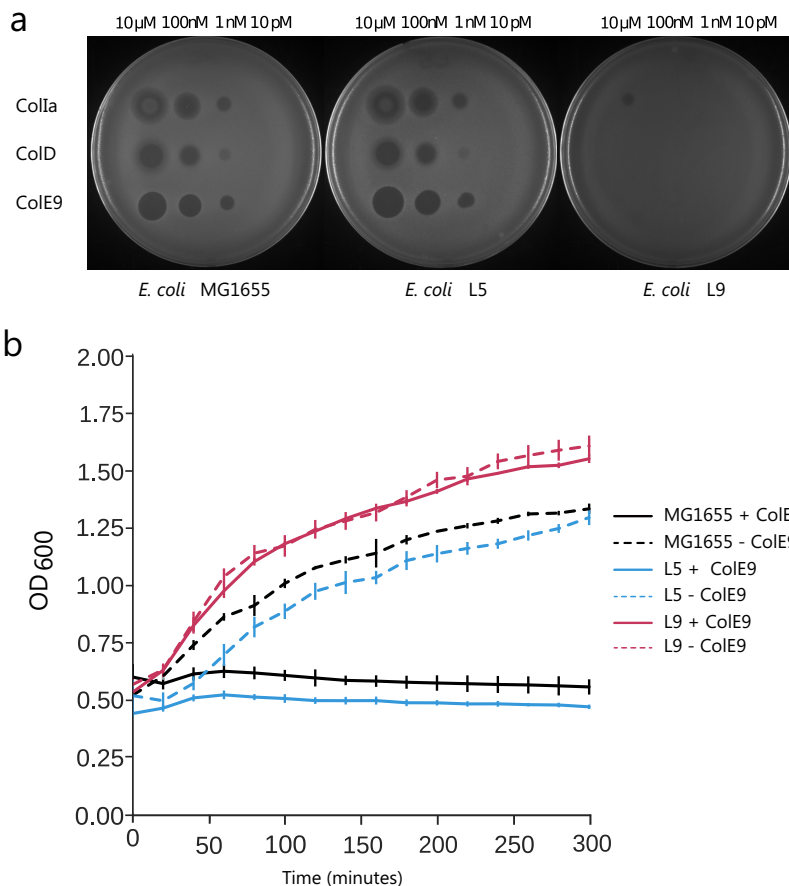 a
10µM 100nM 1nM 10pM 10µM 100nM 1nM 10pM 10µM 100nM 1nM 10pM
ColIa
ColD
ColE9
E. coli MG1655 E. coli L5 E. coli L9
b
2.00
1.75
1.50
1.25
1.00
0.75
0.50
0.25
0.00
OD600
0 50 100 150 200 250 300
Time (minutes)
MG1655 + ColE
MG1655 - ColE9
L5 + ColE9
L5 - ColE9
L9 + ColE9
L9 - ColE9